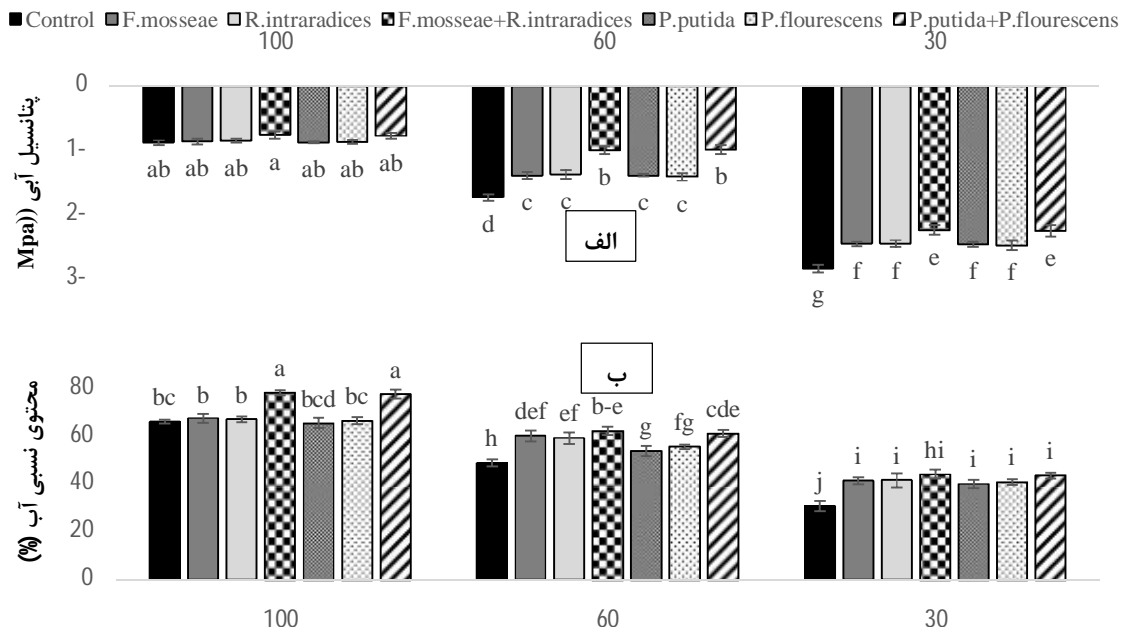 Control F.mosseae R.intraradices F.mosseae+R.intraradices P.putida P.flourescens P.putida+P.flourescens
100 60 30
0
1-
2-
3-
پتانسیل آبی ((Mpa
ab ab ab a ab ab ab
d c c b c c b
g f f e f f e
الف
ب
محتوی نسبی آب (%)
80
60
40
20
0
bc b b a bcd bc a
h def ef b-e g fg cde
j i i hi i i i
100 60 30